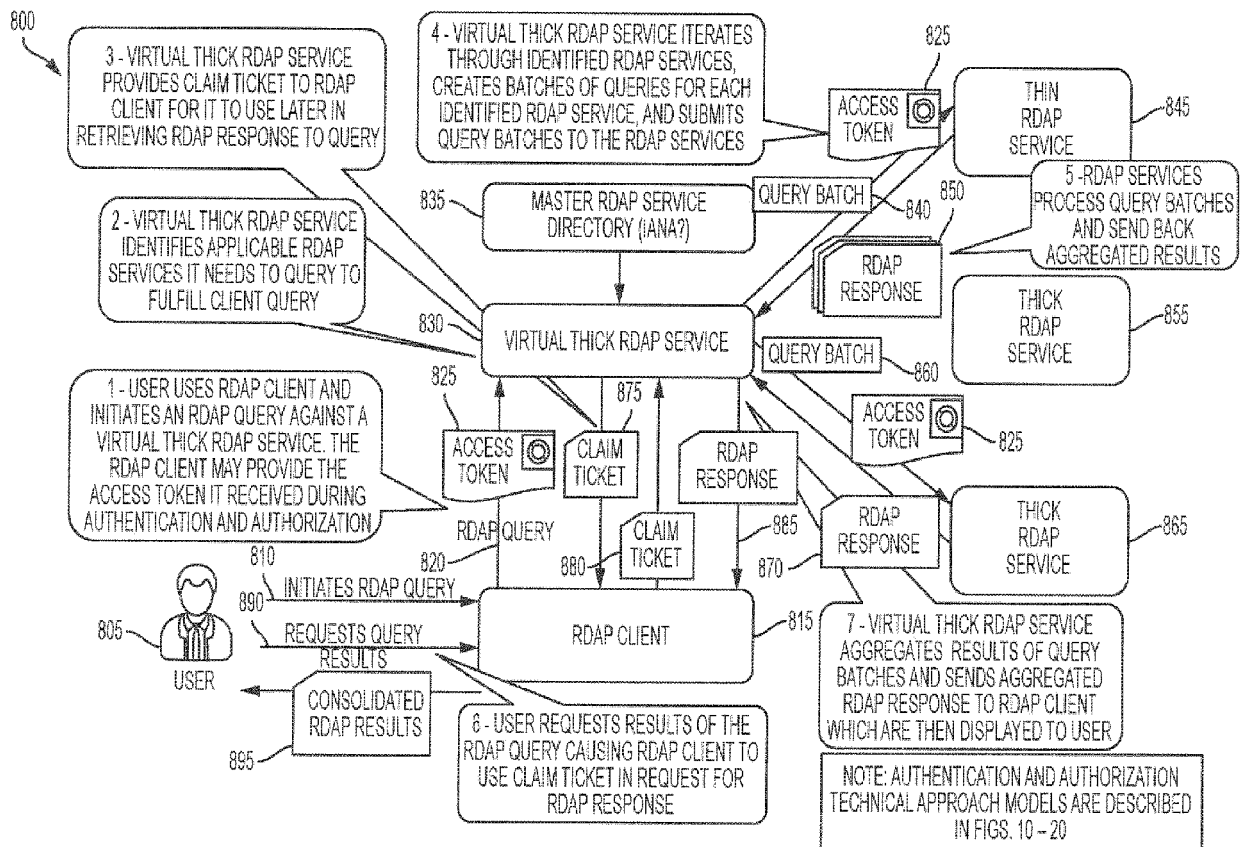 800
3 - VIRTUAL THICK RDAP SERVICE
PROVIDES CLAIM TICKET TO RDAP
CLIENT FOR IT TO USE LATER IN
RETRIEVING RDAP RESPONSE TO QUERY
4 - VIRTUAL THICK RDAP SERVICE ITERATES
THROUGH IDENTIFIED RDAP SERVICES,
CREATES BATCHES OF QUERIES FOR EACH
IDENTIFIED RDAP SERVICE, AND SUBMITS
QUERY BATCHES TO THE RDAP SERVICES
825
ACCESS
TOKEN
THIN
RDAP
SERVICE
845
5 -RDAP SERVICES
PROCESS QUERY BATCHES
AND SEND BACK
AGGREGATED RESULTS
835
MASTER RDAP SERVICE
DIRECTORY (IANA?)
QUERY BATCH
840
850
RDAP
RESPONSE
2 - VIRTUAL THICK RDAP SERVICE
IDENTIFIES APPLICABLE RDAP
SERVICES IT NEEDS TO QUERY TO
FULFILL CLIENT QUERY
THICK
RDAP
SERVICE
855
830
VIRTUAL THICK RDAP SERVICE
QUERY BATCH
860
1 - USER USES RDAP CLIENT AND
INITIATES AN RDAP QUERY AGAINST A
VIRTUAL THICK RDAP SERVICE. THE
RDAP CLIENT MAY PROVIDE THE
ACCESS TOKEN IT RECEIVED DURING
AUTHENTICATION AND AUTHORIZATION
825
ACCESS
TOKEN
875
CLAIM
TICKET
RDAP
RESPONSE
ACCESS
TOKEN
825
RDAP QUERY
820
880
CLAIM
TICKET
885
870
RDAP
RESPONSE
THICK
RDAP
SERVICE
865
810
INITIATES RDAP QUERY
890
REQUESTS QUERY
RESULTS
805
USER
RDAP CLIENT
815
CONSOLIDATED
RDAP RESULTS
895
6 - USER REQUESTS RESULTS OF THE
RDAP QUERY CAUSING RDAP CLIENT TO
USE CLAIM TICKET IN REQUEST FOR
RDAP RESPONSE
7 - VIRTUAL THICK RDAP SERVICE
AGGREGATES RESULTS OF QUERY
BATCHES AND SENDS AGGREGATED
RDAP RESPONSE TO RDAP CLIENT
WHICH ARE THEN DISPLAYED TO USER
NOTE: AUTHENTICATION AND AUTHORIZATION
TECHNICAL APPROACH MODELS ARE DESCRIBED
IN FIGS. 10 – 20